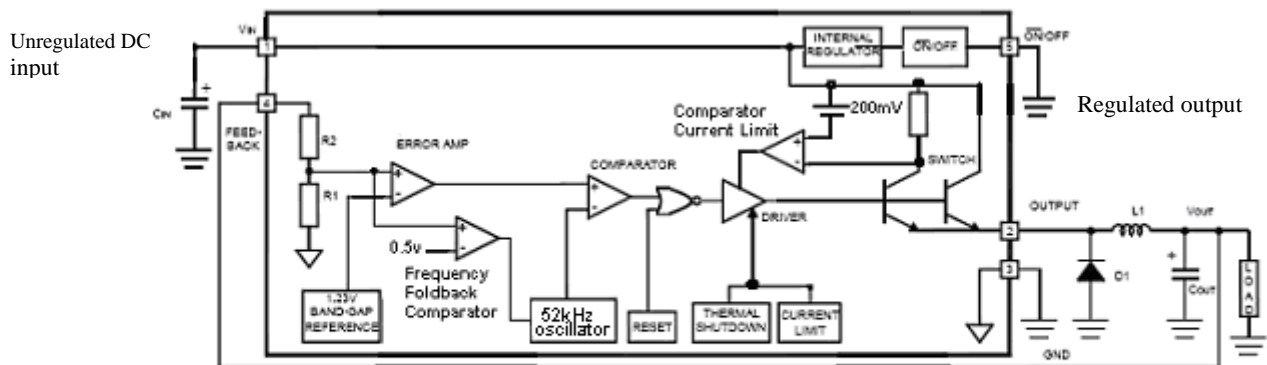 Unregulated DC
input
VIN
1
CIN
+
4
FEED-
BACK
R2
R1
ERROR AMP
+
-
1.23V
BAND-GAP
REFERENCE
0.5v
+
-
Frequency
Foldback
Comparator
52kHz
oscillator
COMPARATOR
+
-
RESET
Comparator
Current Limit
+
-
200mV
DRIVER
THERMAL
SHUTDOWN
CURRENT
LIMIT
INTERNAL
REGULATOR
ON/OFF
5
ON/OFF
SWITCH
Regulated output
OUTPUT
2
3
L1
VOUT
D1
+
COUT
LOAD
GND